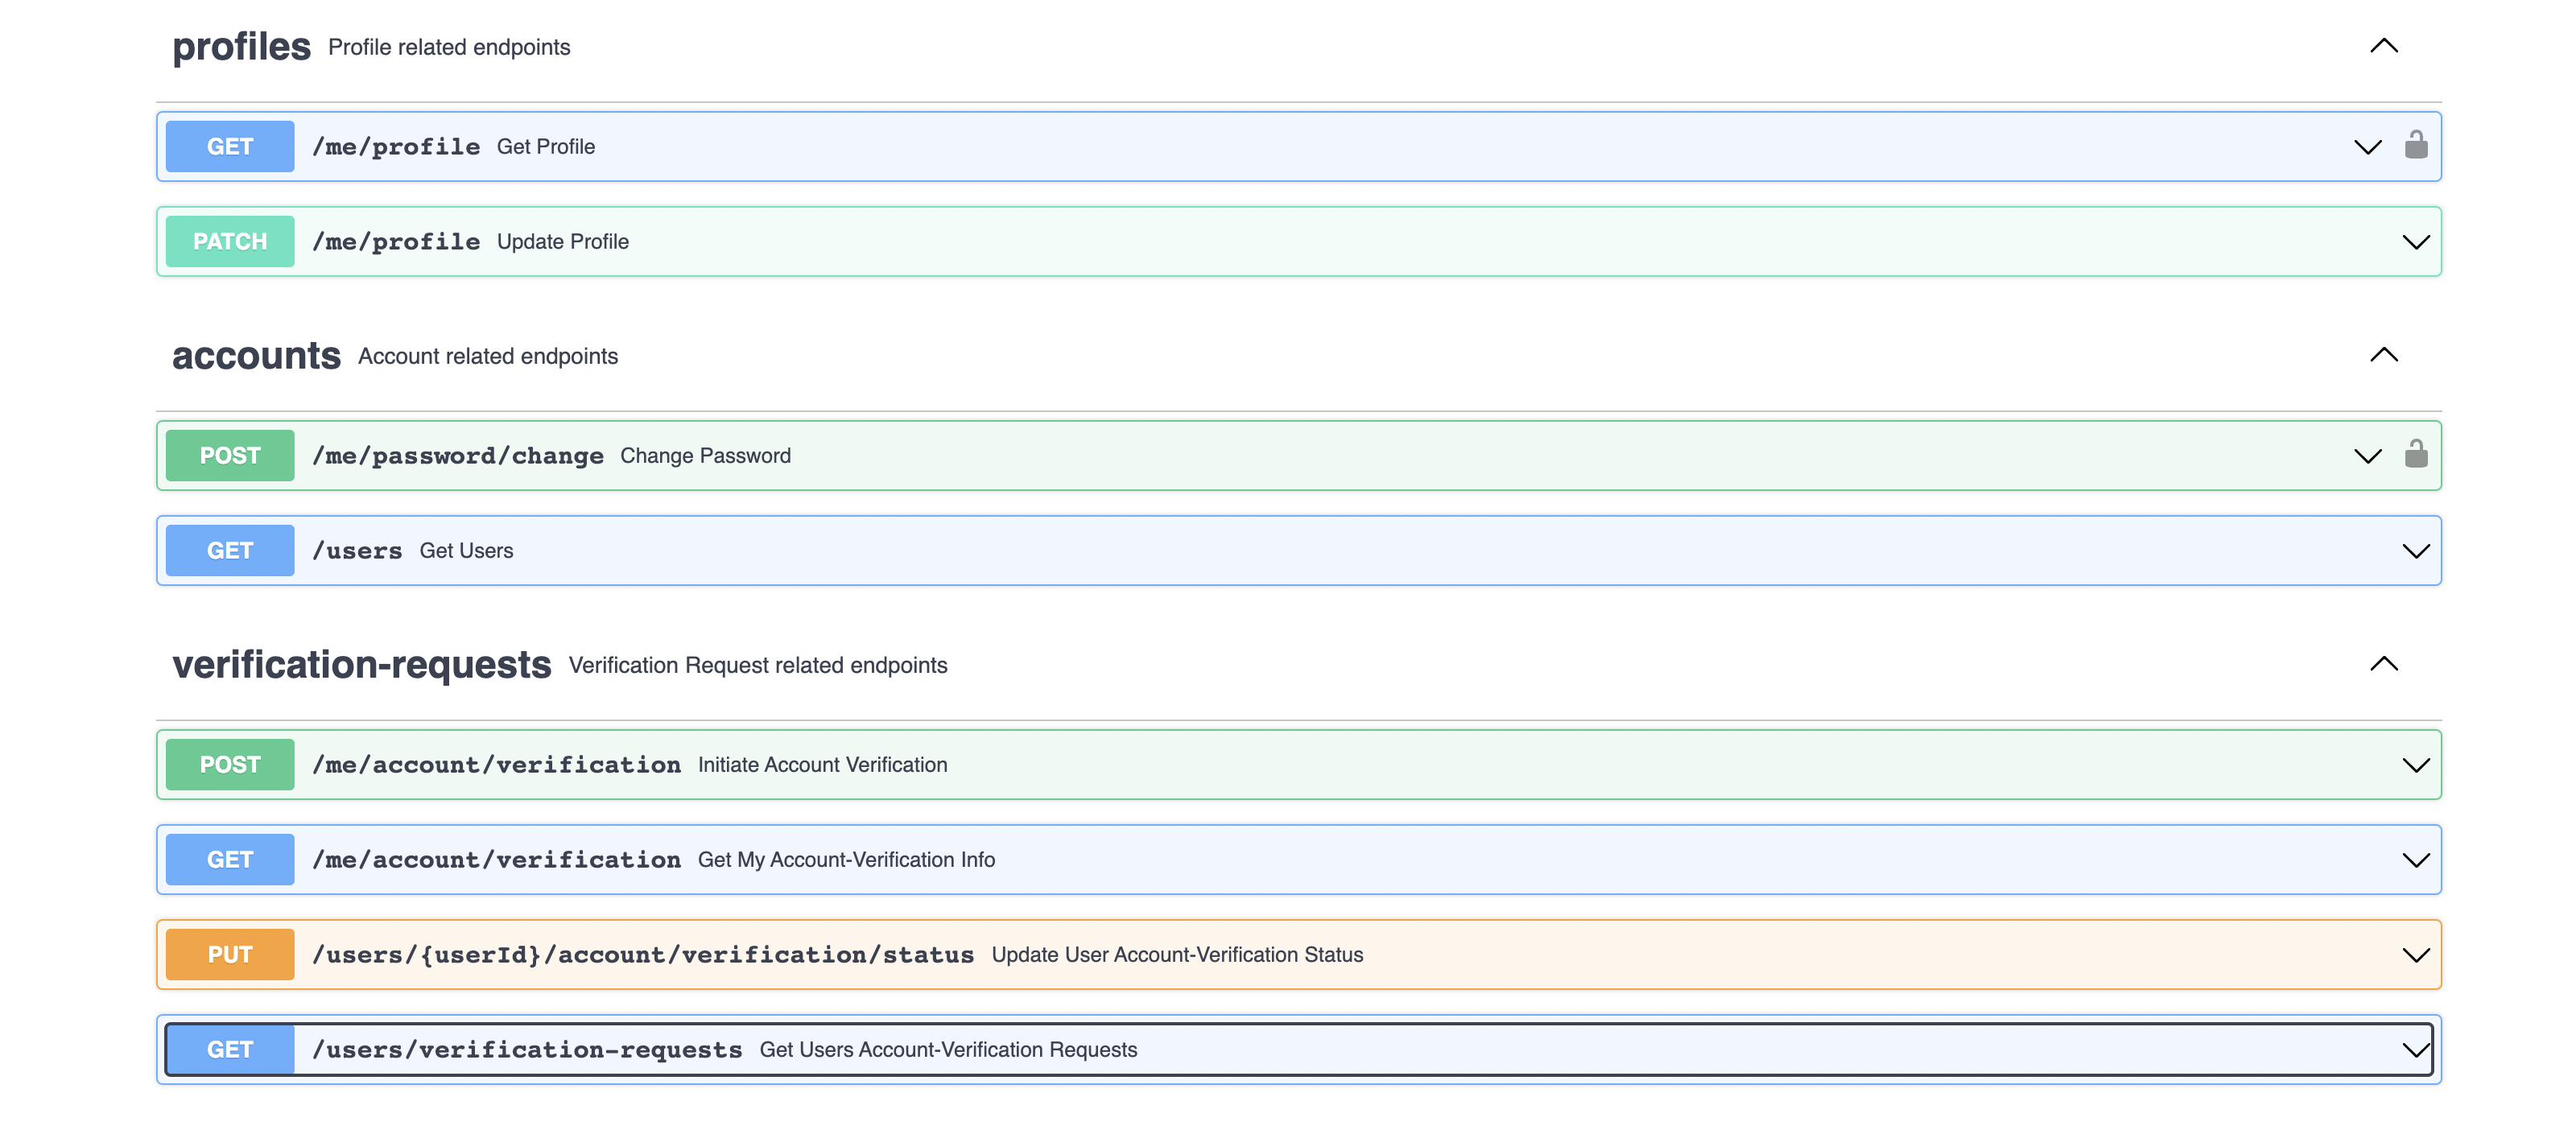 profiles Profile related endpoints
GET /me/profile Get Profile
PATCH /me/profile Update Profile
accounts Account related endpoints
POST /me/password/change Change Password
GET /users Get Users
verification-requests Verification Request related endpoints
POST /me/account/verification Initiate Account Verification
GET /me/account/verification Get My Account-Verification Info
PUT /users/{userId}/account/verification/status Update User Account-Verification Status
GET /users/verification-requests Get Users Account-Verification Requests